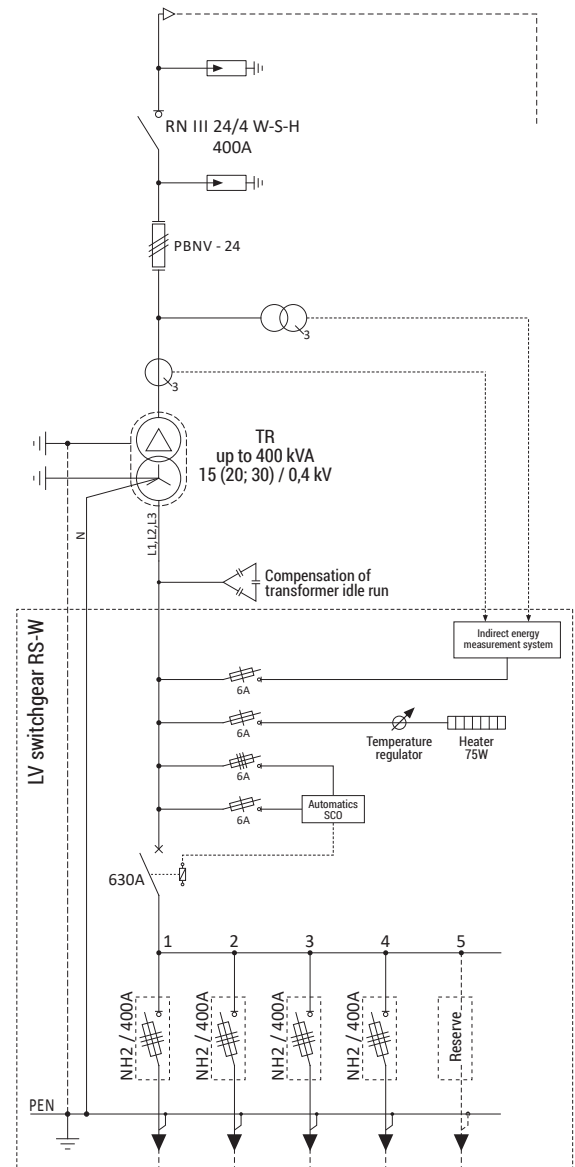 RN III 24/4 W-S-H
400A
PBNV - 24
3
3
TR
up to 400 kVA
15 (20; 30) / 0,4 kV
N
L1, L2, L3
Compensation of
transformer idle run
LV switchgear RS-W
Indirect energy
measurement system
6A
6A
Temperature
regulator
Heater
75W
6A
Automatics
SCO
6A
630A
1
2
3
4
5
NH2 / 400A
NH2 / 400A
NH2 / 400A
NH2 / 400A
Reserve
PEN